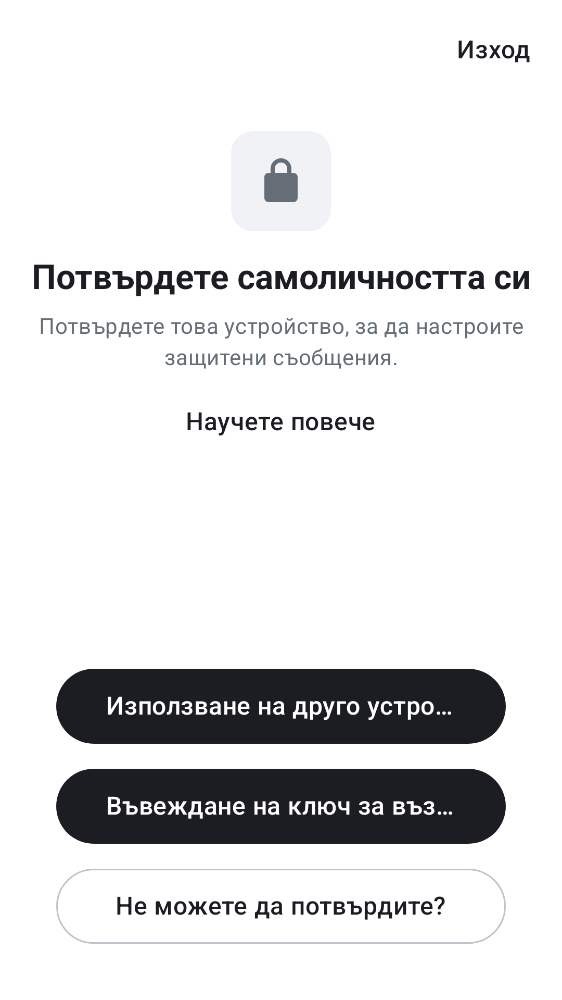 Изход
Потвърдете самоличността си
Потвърдете това устройство, за да настроите
защитени съобщения.
Научете повече
Използване на друго устро…
Въвеждане на ключ за въз…
Не можете да потвърдите?